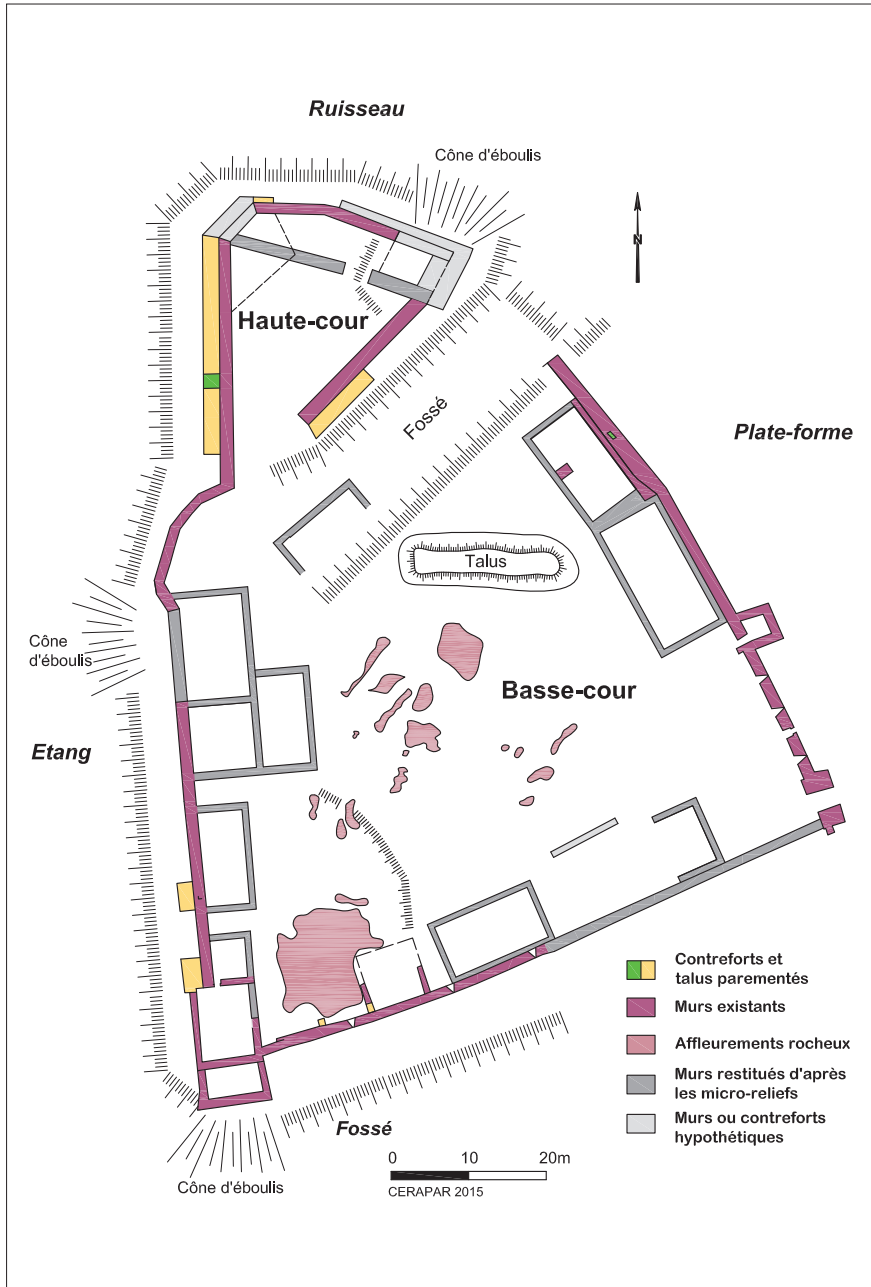 Ruisseau
Cône d'éboulis
N
Haute-cour
Fossé
Plate-forme
Talus
Cône
d'éboulis
Basse-cour
Etang
Contreforts et
talus parementés
Murs existants
Affleurements rocheux
Murs restitués d'après
les micro-reliefs
Murs ou contreforts
hypothétiques
Fossé
0 10 20m
CERAPAR 2015
Cône d'éboulis